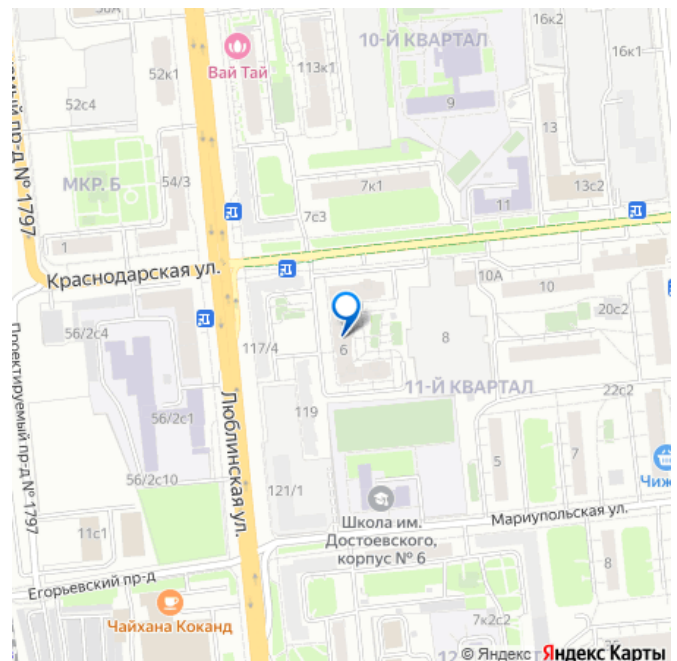 16к2
10-Й КВАРТАЛ
16к1
Вай Тай
52к1
113к1
52с4
9
13
МКР. Б
54/3
7к1
13с2
11
7с3
1
Краснодарская ул.
10А
10
20с2
56/2с4
117/4
6
8
11-Й КВАРТАЛ
22с2
119
56/2с1
Люблинская ул.
Проектируемый пр-д № 1797
5
7
56/2с10
121/1
Чиж
Школа им.
Достоевского,
корпус № 6
Мариупольская ул.
11с1
8
Егорьевский пр-д
Чайхана Коканд
7к2с2
12
© Яндекс Яндекс Карты